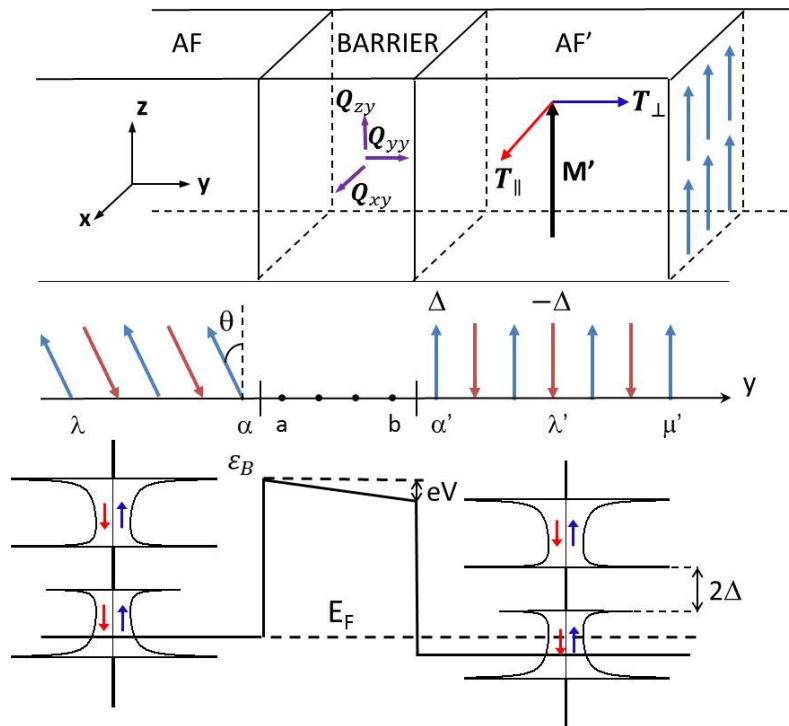 AF BARRIER AF’
z
y
x
Q_zy
Q_yy
Q_xy
T_⊥
T_∥
M’
θ
Δ −Δ
y
λ α a b α’ λ’ μ’
ε_B
eV
2Δ
E_F